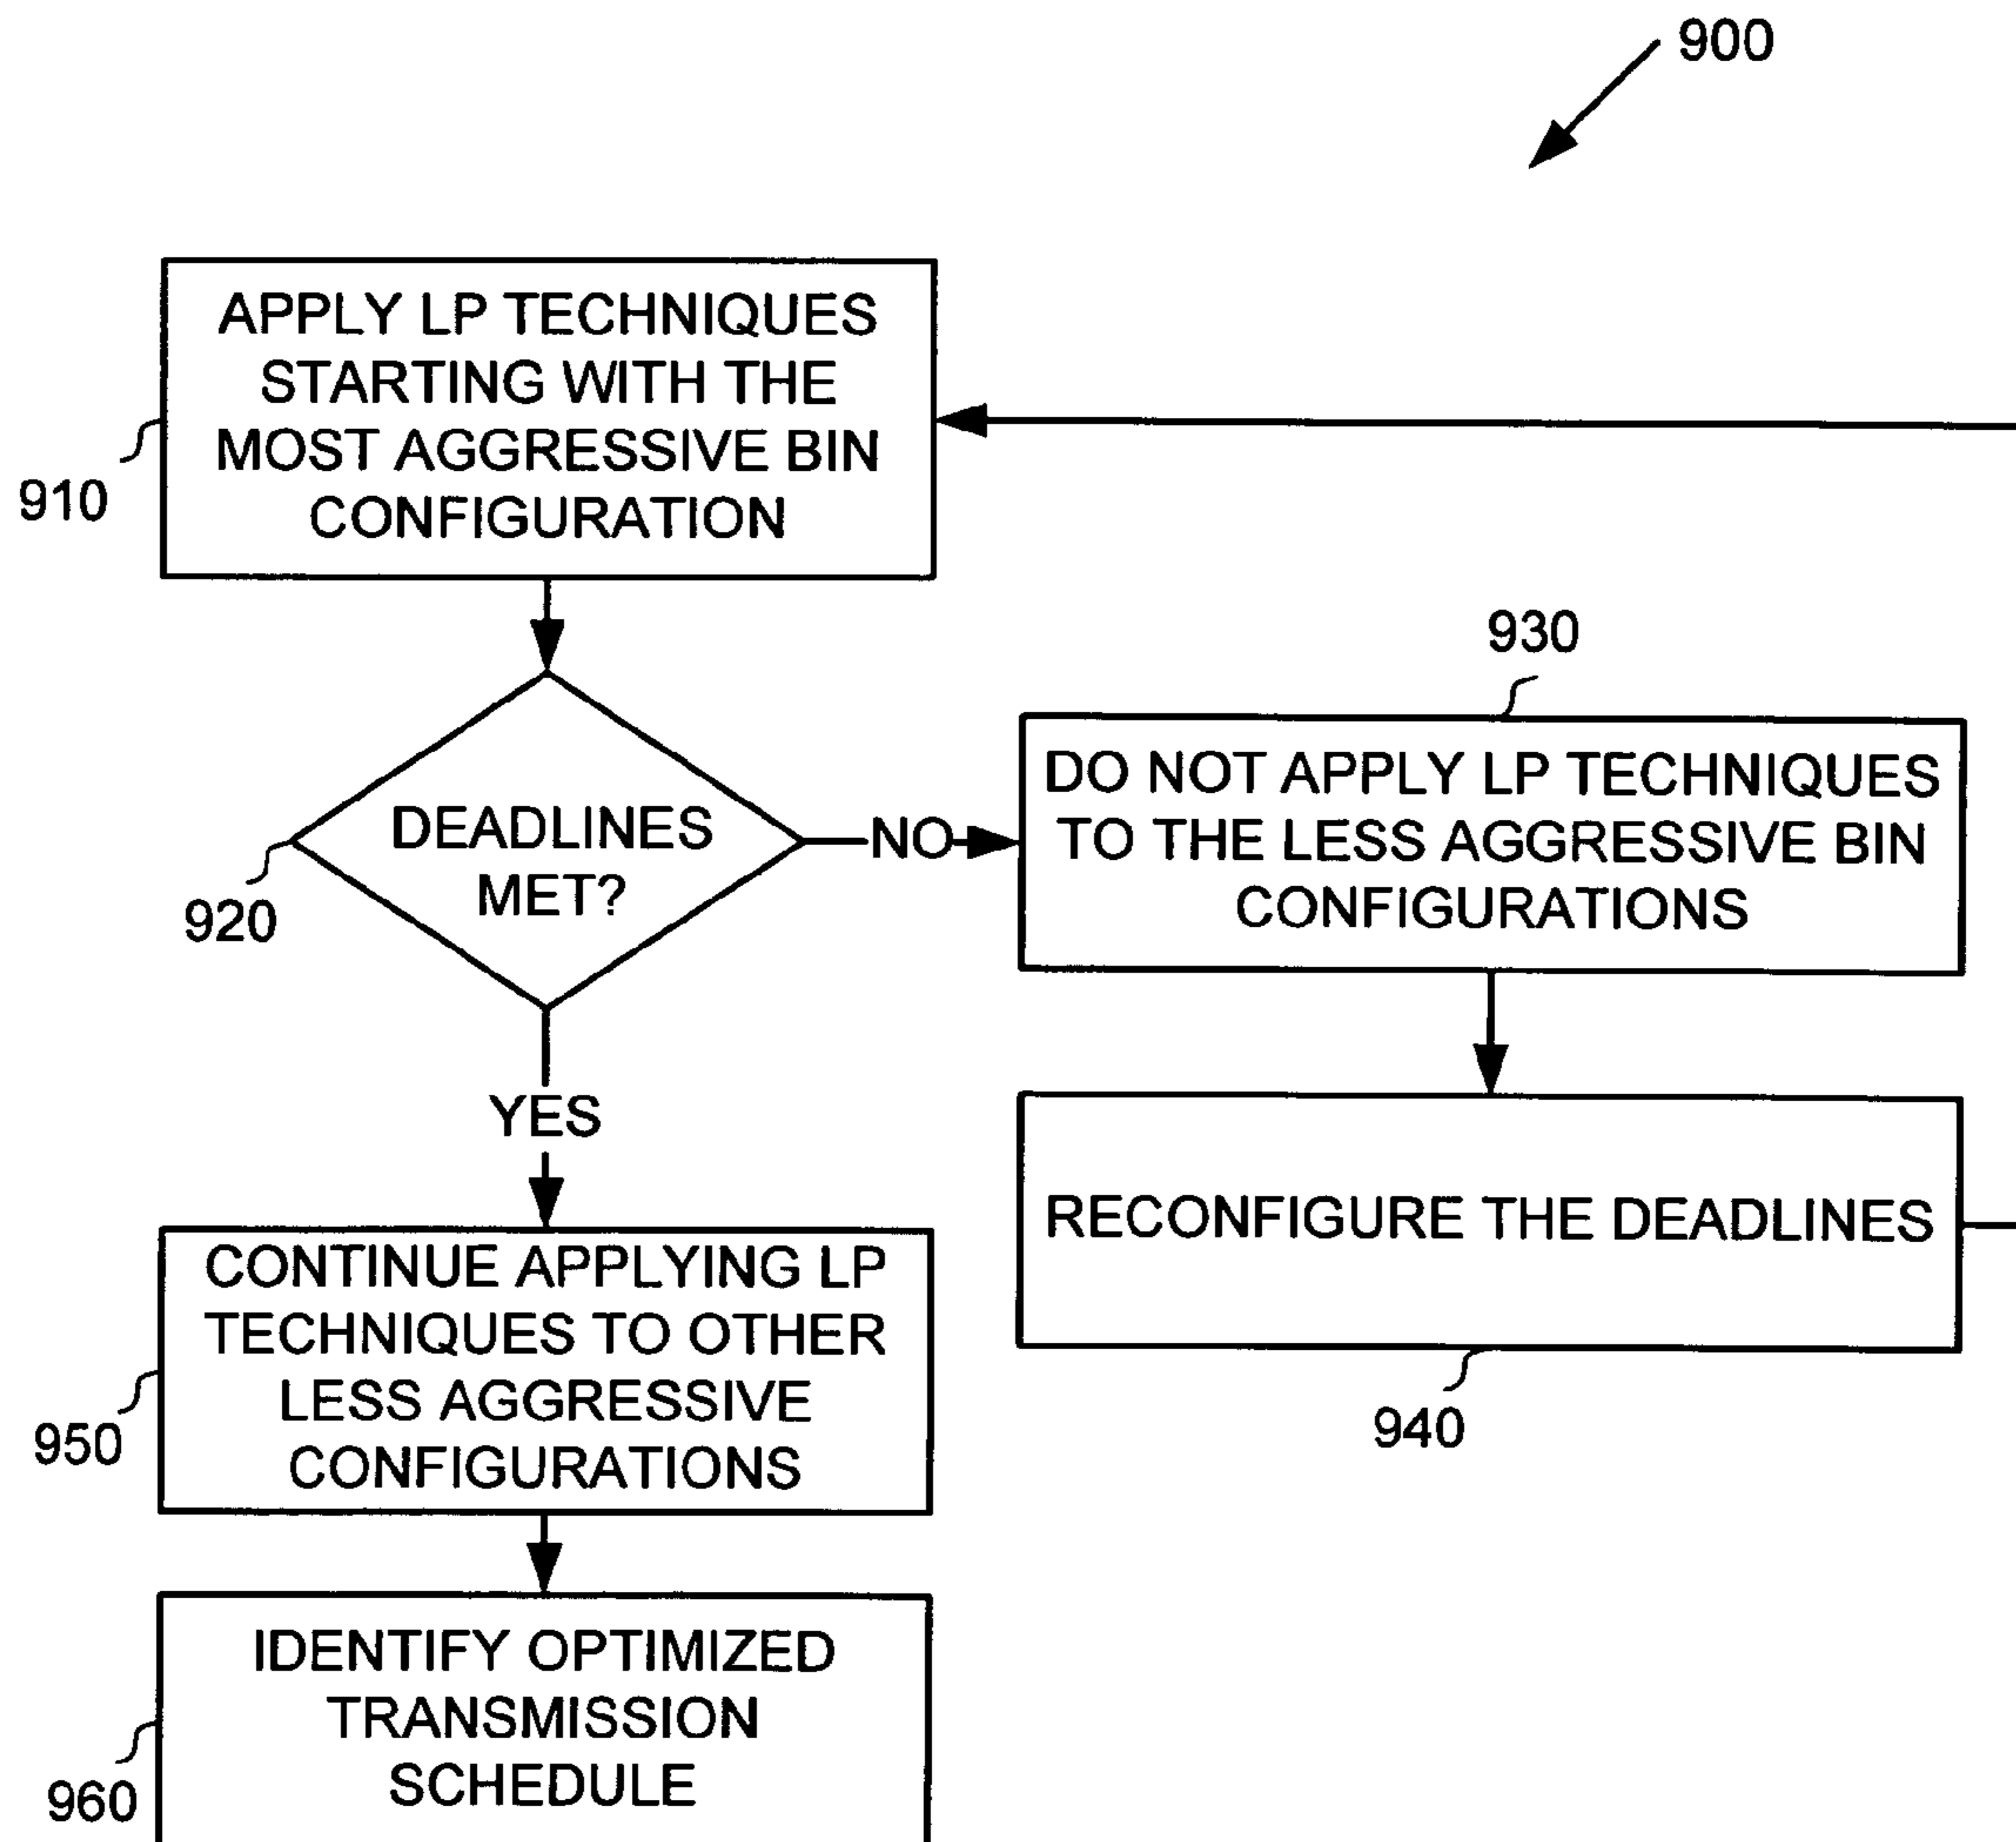 900
APPLY LP TECHNIQUES
STARTING WITH THE
MOST AGGRESSIVE BIN
CONFIGURATION
910
930
DO NOT APPLY LP TECHNIQUES
TO THE LESS AGGRESSIVE BIN
CONFIGURATIONS
DEADLINES
MET?
NO
920
YES
RECONFIGURE THE DEADLINES
940
CONTINUE APPLYING LP
TECHNIQUES TO OTHER
LESS AGGRESSIVE
CONFIGURATIONS
950
IDENTIFY OPTIMIZED
TRANSMISSION
SCHEDULE
960